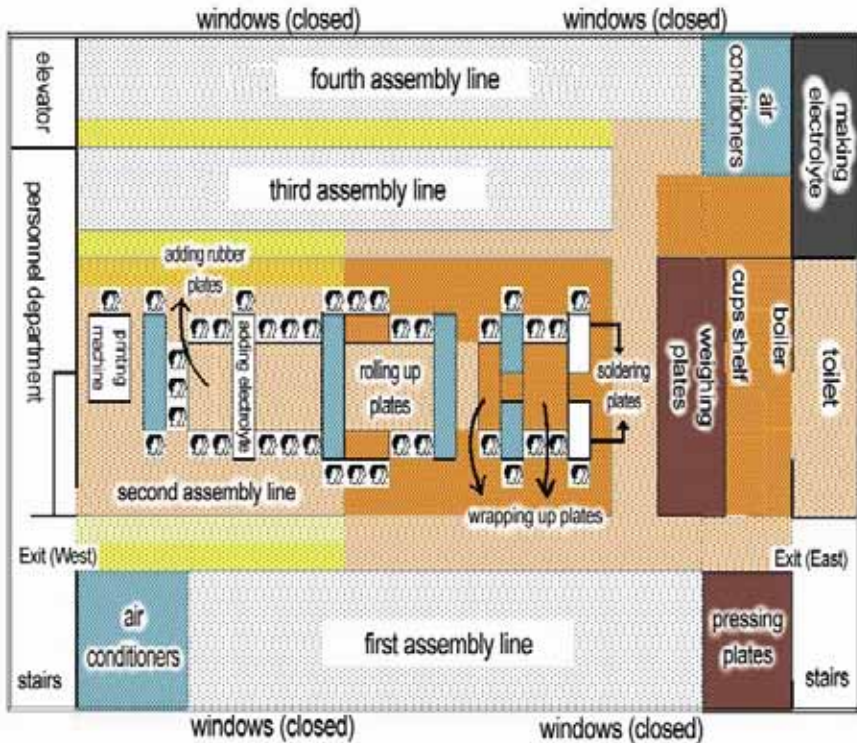 windows (closed)
windows (closed)
elevator
fourth assembly line
air
conditioners
making
electrolyte
personnel department
third assembly line
adding rubber
plates
printing
machine
adding electrolyte
rolling up
plates
soldering
plates
weighing
plates
cups shelf
boiler
toilet
second assembly line
wrapping up plates
Exit (West)
Exit (East)
air
conditioners
first assembly line
pressing
plates
stairs
stairs
windows (closed)
windows (closed)